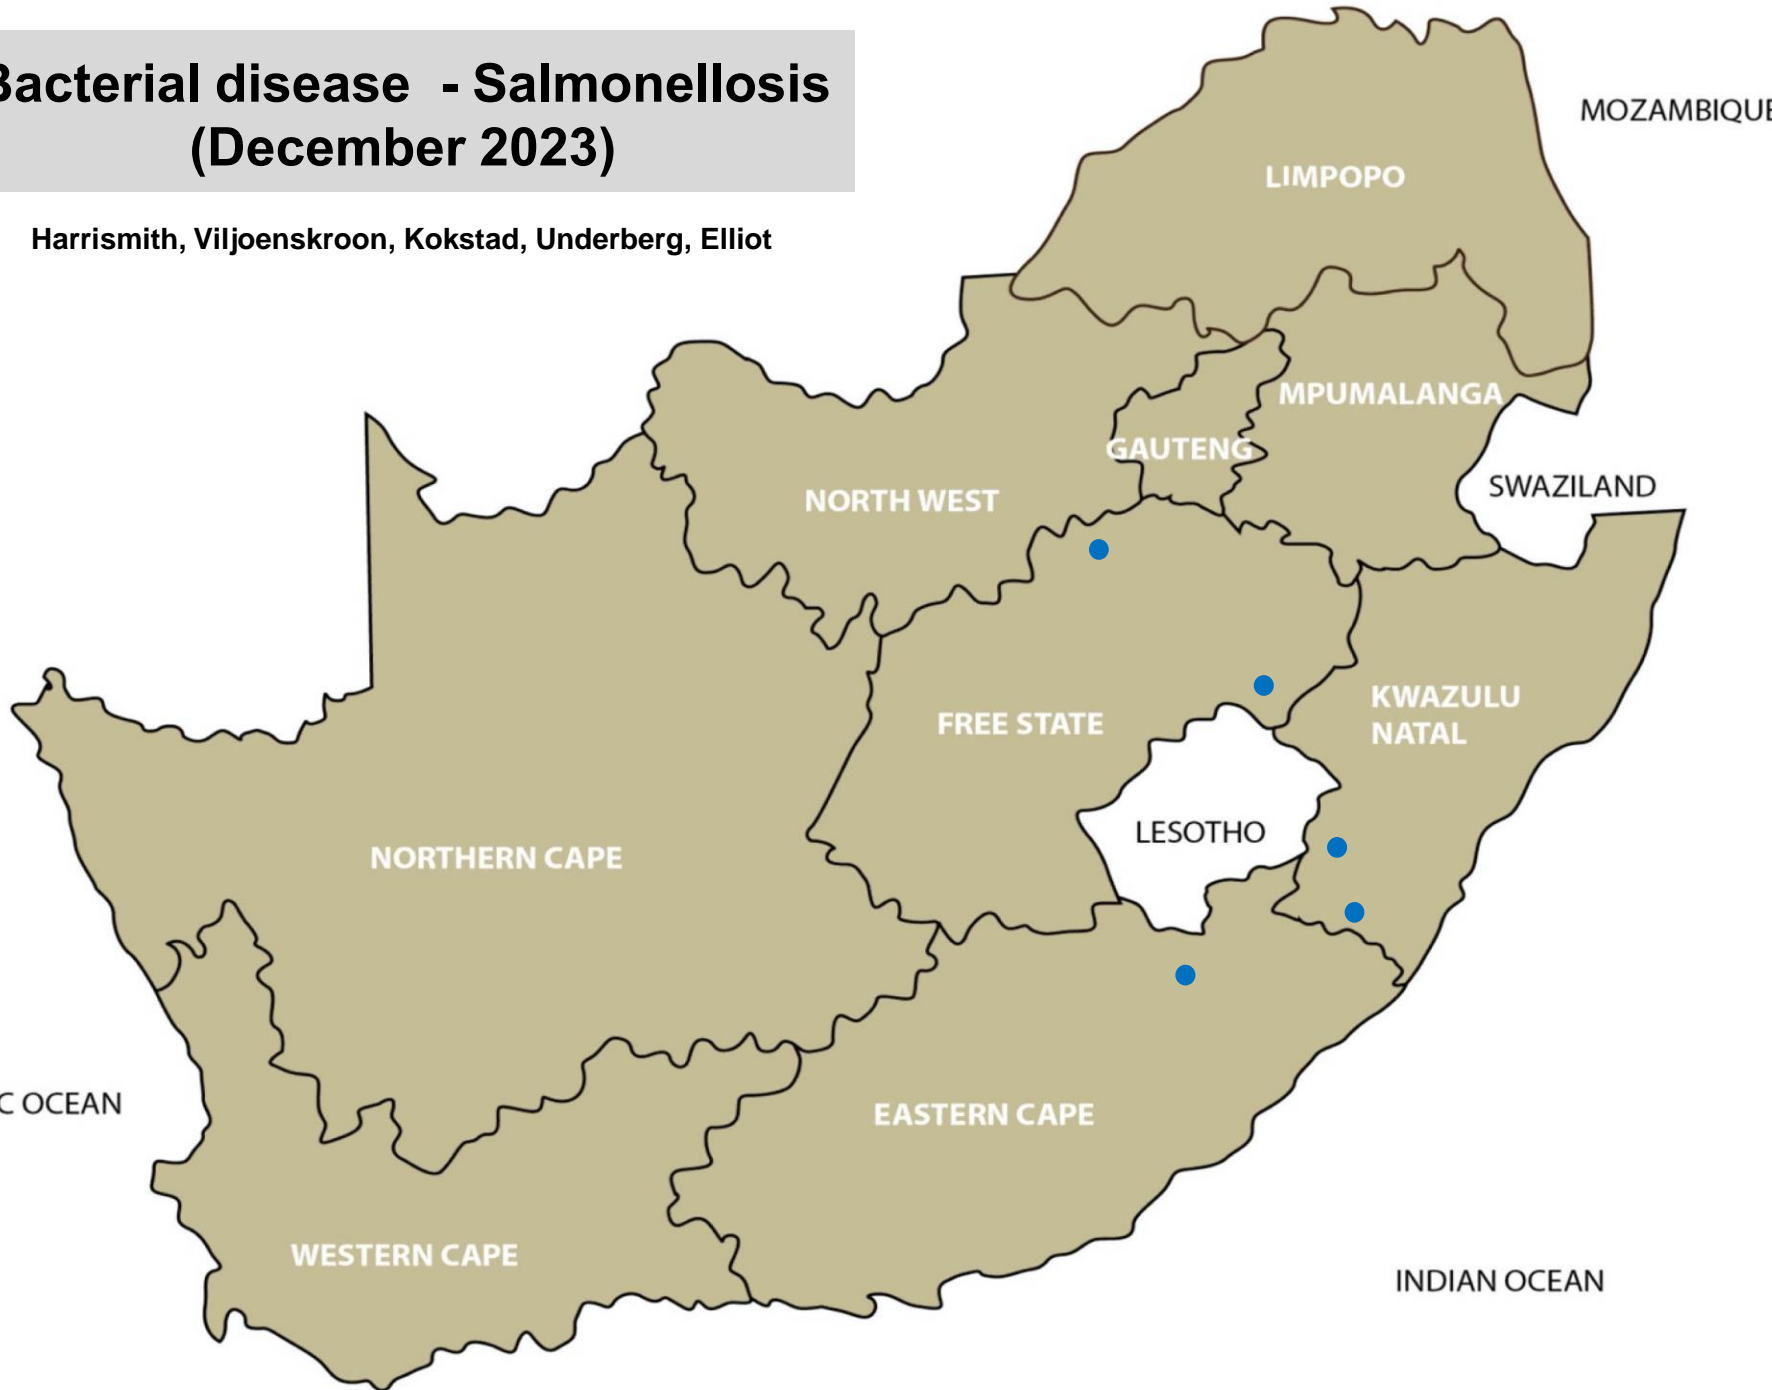 Bacterial disease - Salmonellosis
(December 2023)
Harrismith, Viljoenskroon, Kokstad, Underberg, Elliot
MOZAMBIQUE
LIMPOPO
MPUMALANGA
GAUTENG
SWAZILAND
NORTH WEST
KWAZULU
NATAL
FREE STATE
LESOTHO
NORTHERN CAPE
C OCEAN
EASTERN CAPE
WESTERN CAPE
INDIAN OCEAN